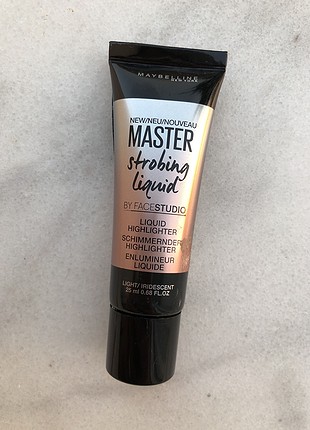 MAYBELLINE
NEW YORK
NEW/NEU/NOUVEAU
MASTER
strobing
liquid
BY FACESTUDIO
LIQUID
HIGHLIGHTER
SCHIMMERNDER
HIGHLIGHTER
ENLUMINEUR
LIQUIDE
LIGHT/IRIDESCENT
25 ml 0.68 FL.OZ